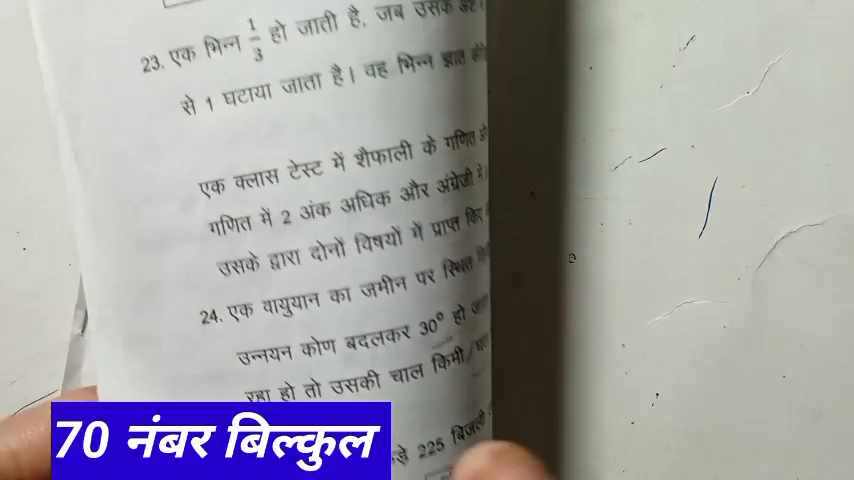 23. एक भिन्न 1/3 हो जाती है, जब उसके
से 1 घटाया जाता है। वह भिन्न ज्ञात
एक क्लास टेस्ट में शैफाली के गणित
गणित में 2 अंक अधिक और अंग्रेजी में
उसके द्वारा दोनों विषयों में प्राप्त
24. एक वायुयान का जमीन पर स्थित
उन्नयन कोण बदलकर 30° हो
रहा हो तो उसकी चाल किमी/
225 बिजली
70 नंबर बिल्कुल